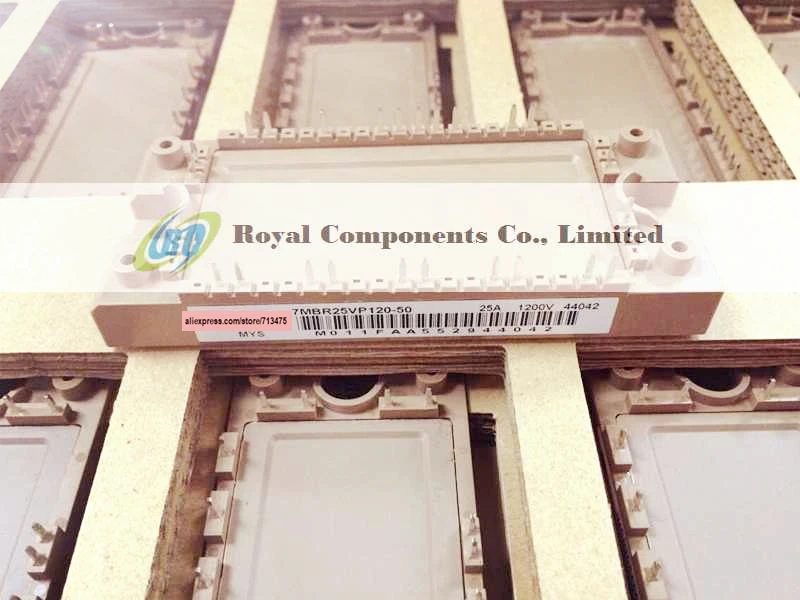 Royal Components Co., Limited
7MBR25VP120-50 25A 1200V 44042
aliexpress.com/store/713475
MYS
M011FAA552944042